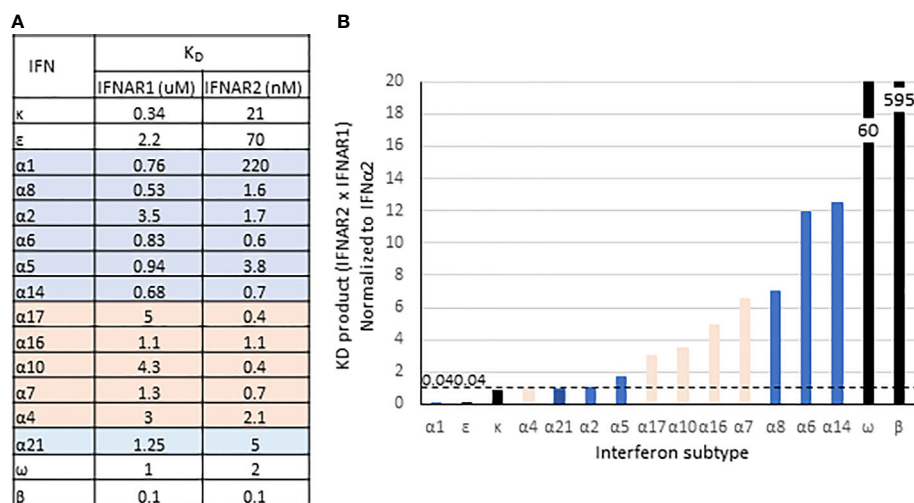 A
IFN K_D
IFNAR1 (uM) IFNAR2 (nM)
κ 0.34 21
ε 2.2 70
α1 0.76 220
α8 0.53 1.6
α2 3.5 1.7
α6 0.83 0.6
α5 0.94 3.8
α14 0.68 0.7
α17 5 0.4
α16 1.1 1.1
α10 4.3 0.4
α7 1.3 0.7
α4 3 2.1
α21 1.25 5
ω 1 2
β 0.1 0.1
B
KD product (IFNAR2 x IFNAR1)
Normalized to IFNα2
20
18
16
14
12
10
8
6
4
2
0
0.04 0.04
60
595
α1 ε κ α4 α21 α2 α5 α17 α10 α16 α7 α8 α6 α14 ω β
Interferon subtype